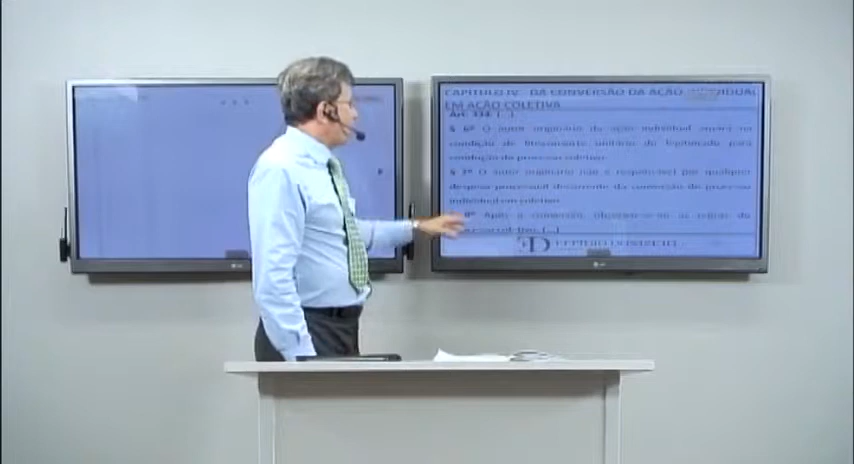 CAPÍTULO IV - DA CONVERSÃO DA AÇÃO INDIVIDUAL
EM AÇÃO COLETIVA
Art. 334 (...)
§ 6º O autor originário da ação individual atuará na
condição de litisconsorte unitário do legitimado para
condução do processo coletivo.
§ 7º O autor originário não é responsável por qualquer
despesa processual decorrente da conversão do processo
individual em coletivo.
8º Após a conversão, observar-se-ão as regras do
processo coletivo. (...)